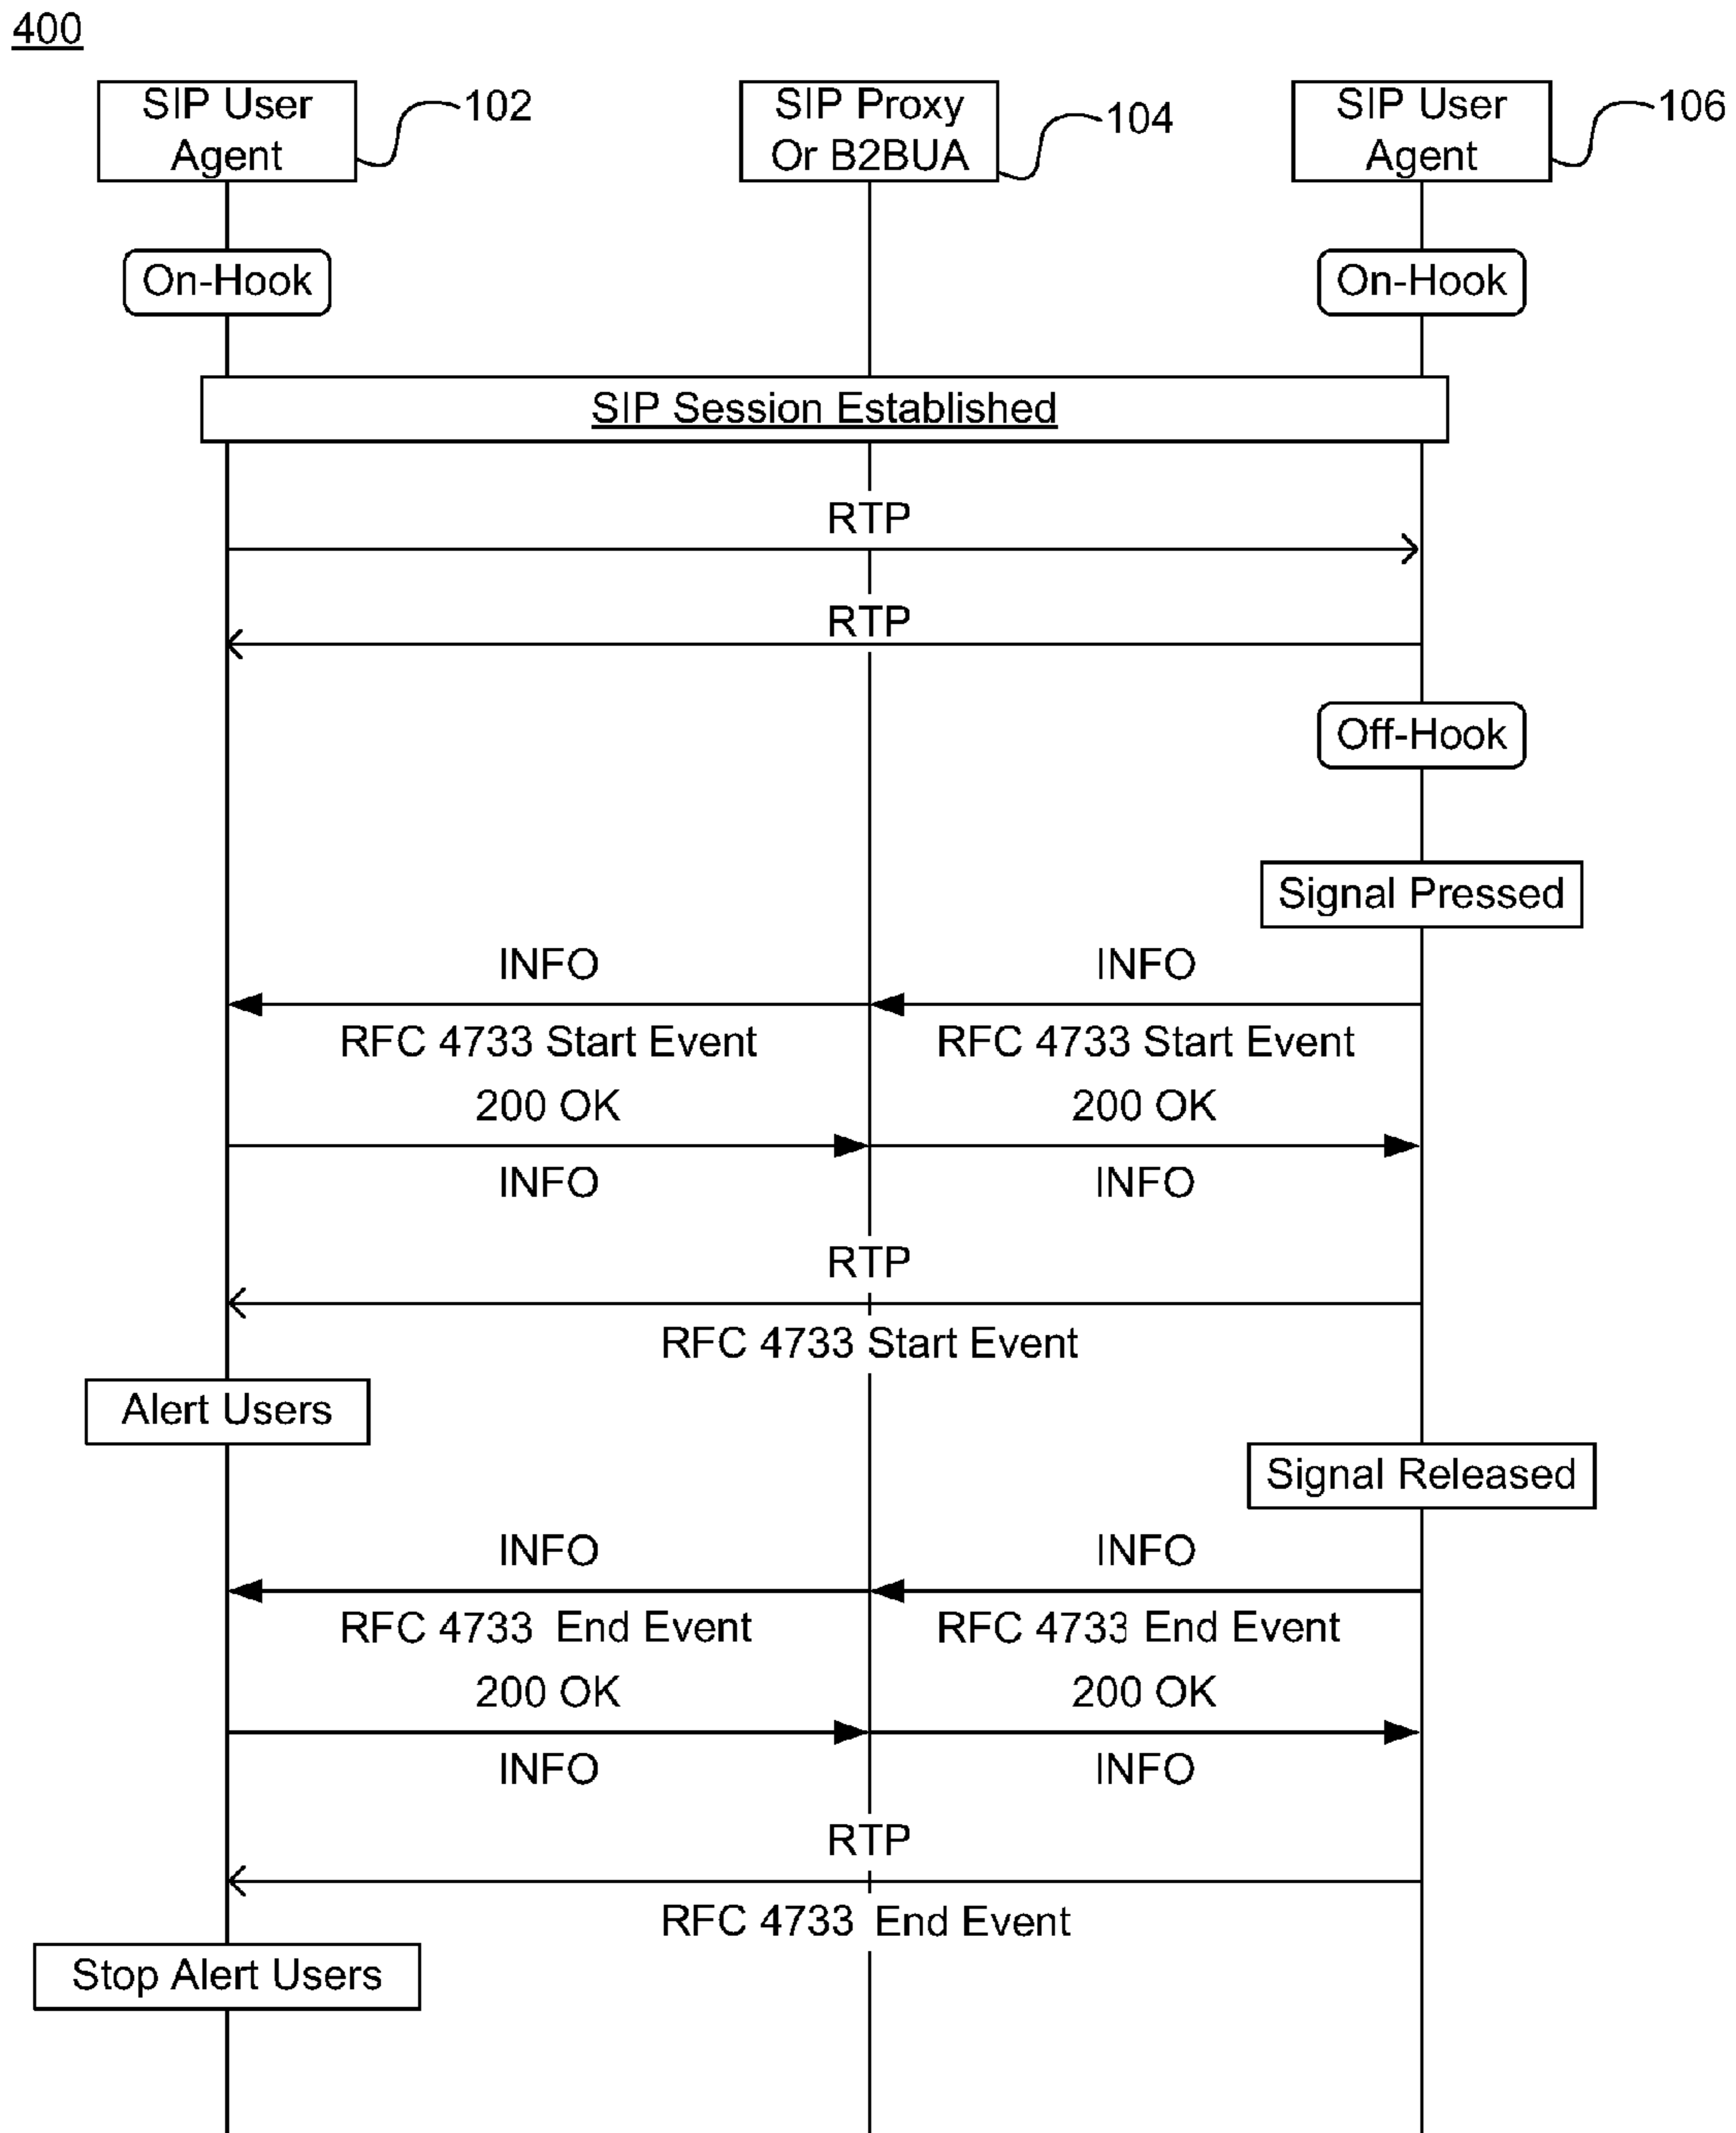 400
SIP User
Agent
102
SIP Proxy
Or B2BUA
104
SIP User
Agent
106
On-Hook
On-Hook
SIP Session Established
RTP
RTP
Off-Hook
Signal Pressed
INFO
INFO
RFC 4733 Start Event
RFC 4733 Start Event
200 OK
200 OK
INFO
INFO
RTP
RFC 4733 Start Event
Alert Users
Signal Released
INFO
INFO
RFC 4733 End Event
RFC 4733 End Event
200 OK
200 OK
INFO
INFO
RTP
RFC 4733 End Event
Stop Alert Users